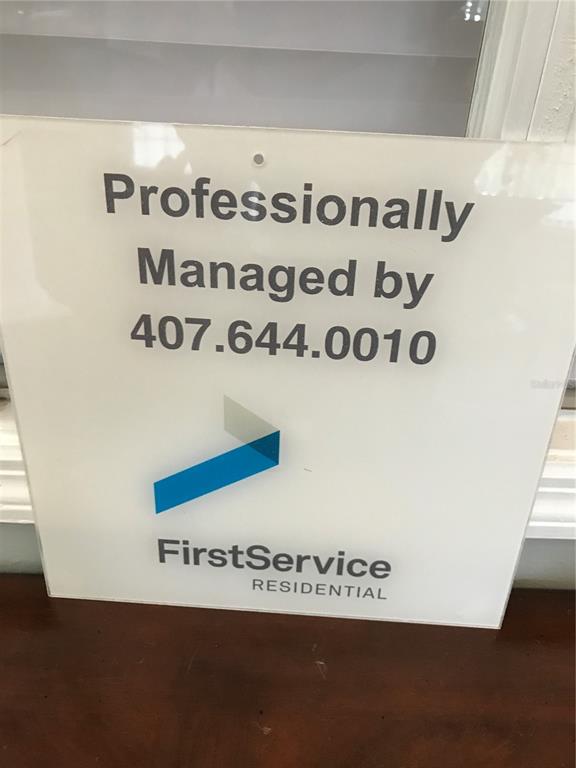 Professionally
Managed by
407.644.0010
FirstService
RESIDENTIAL